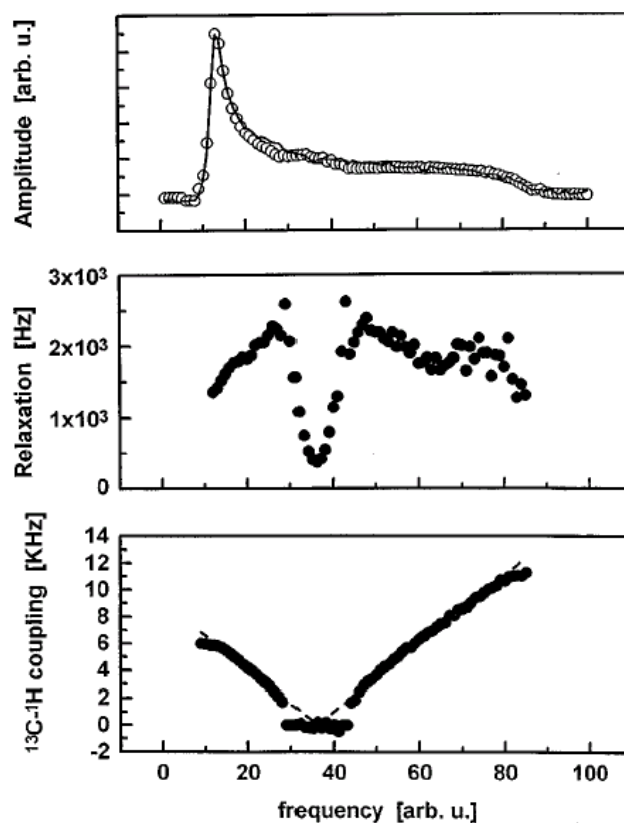 Amplitude [arb. u.]
3x10³
2x10³
1x10³
0
Relaxation [Hz]
14
12
10
8
6
4
2
0
-2
¹³C-¹H coupling [KHz]
0 20 40 60 80 100
frequency [arb. u.]